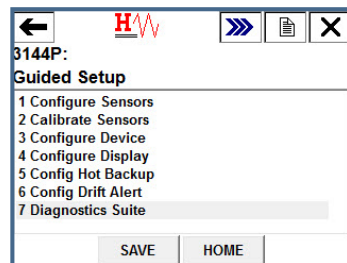 H
3144P:
Guided Setup
1 Configure Sensors
2 Calibrate Sensors
3 Configure Device
4 Configure Display
5 Config Hot Backup
6 Config Drift Alert
7 Diagnostics Suite
SAVE HOME